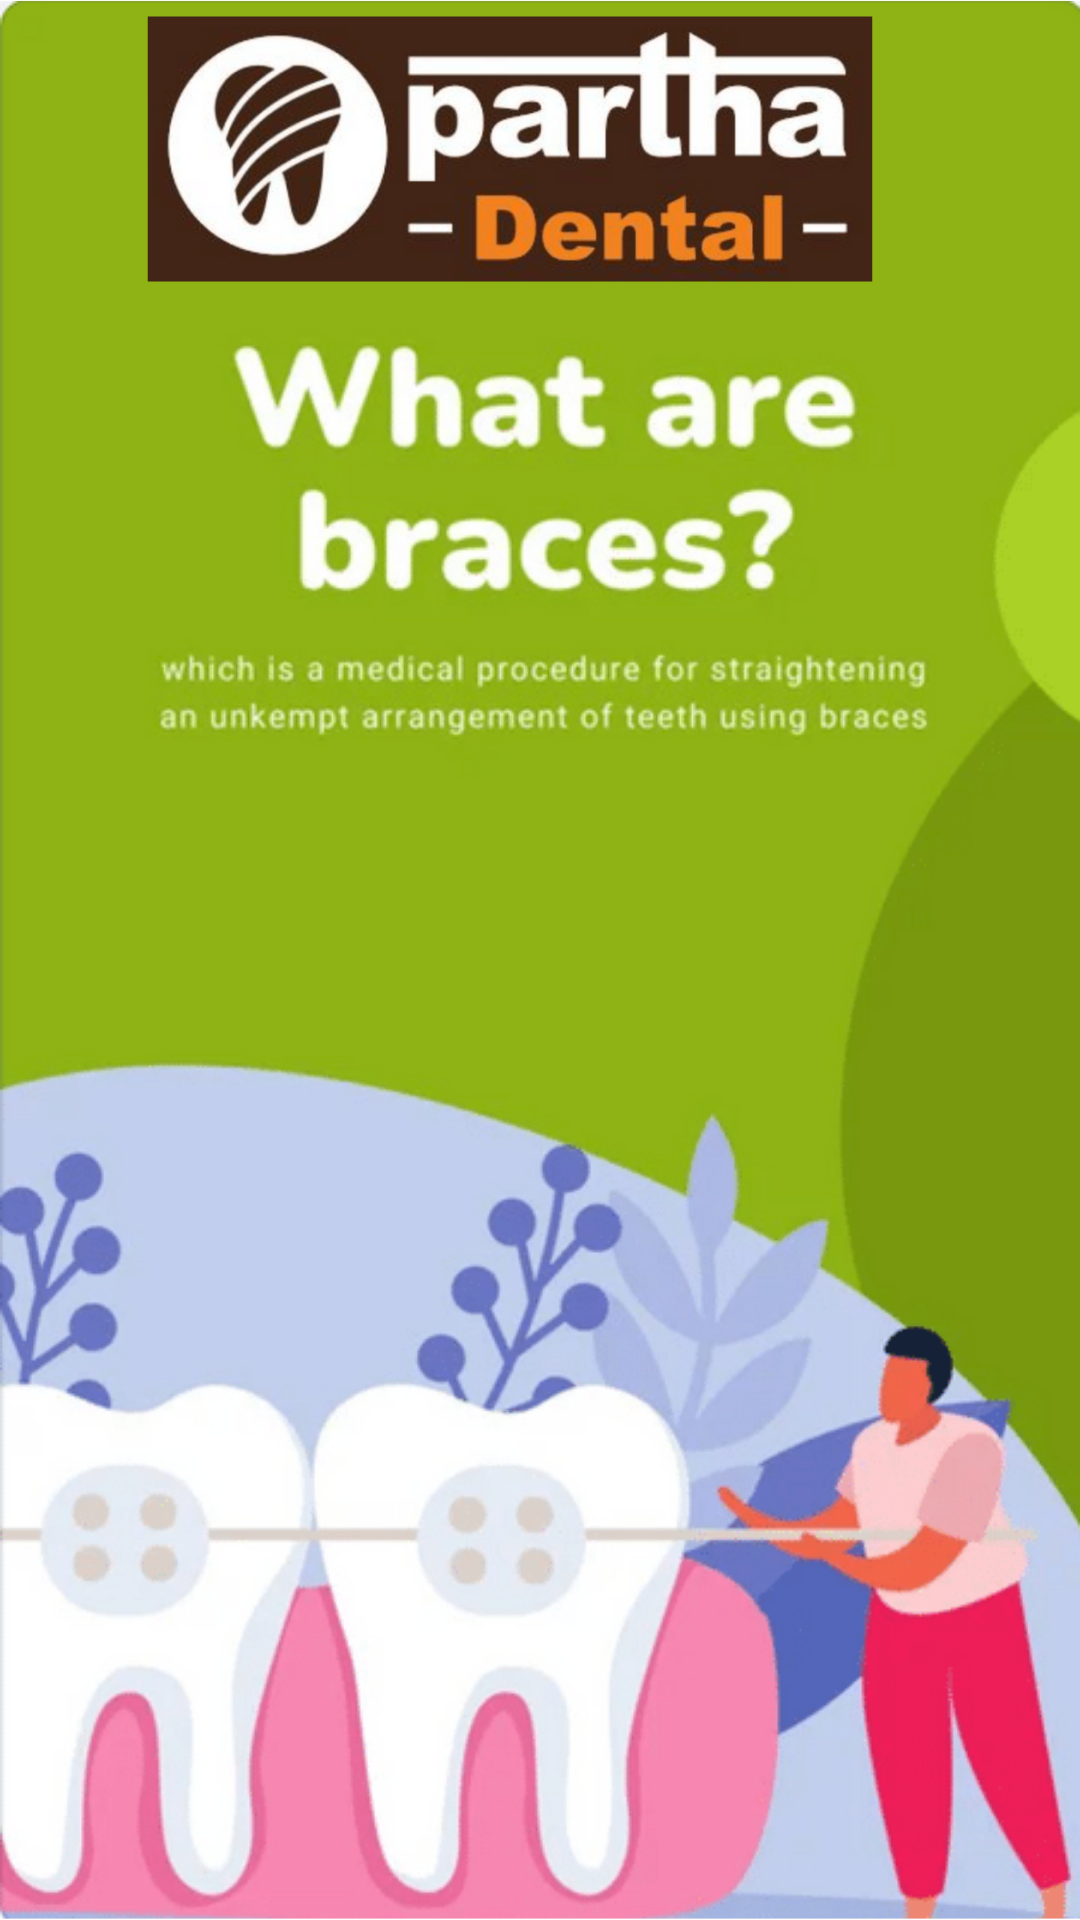 partha
- Dental -
What are
braces?
which is a medical procedure for straightening
an unkempt arrangement of teeth using braces